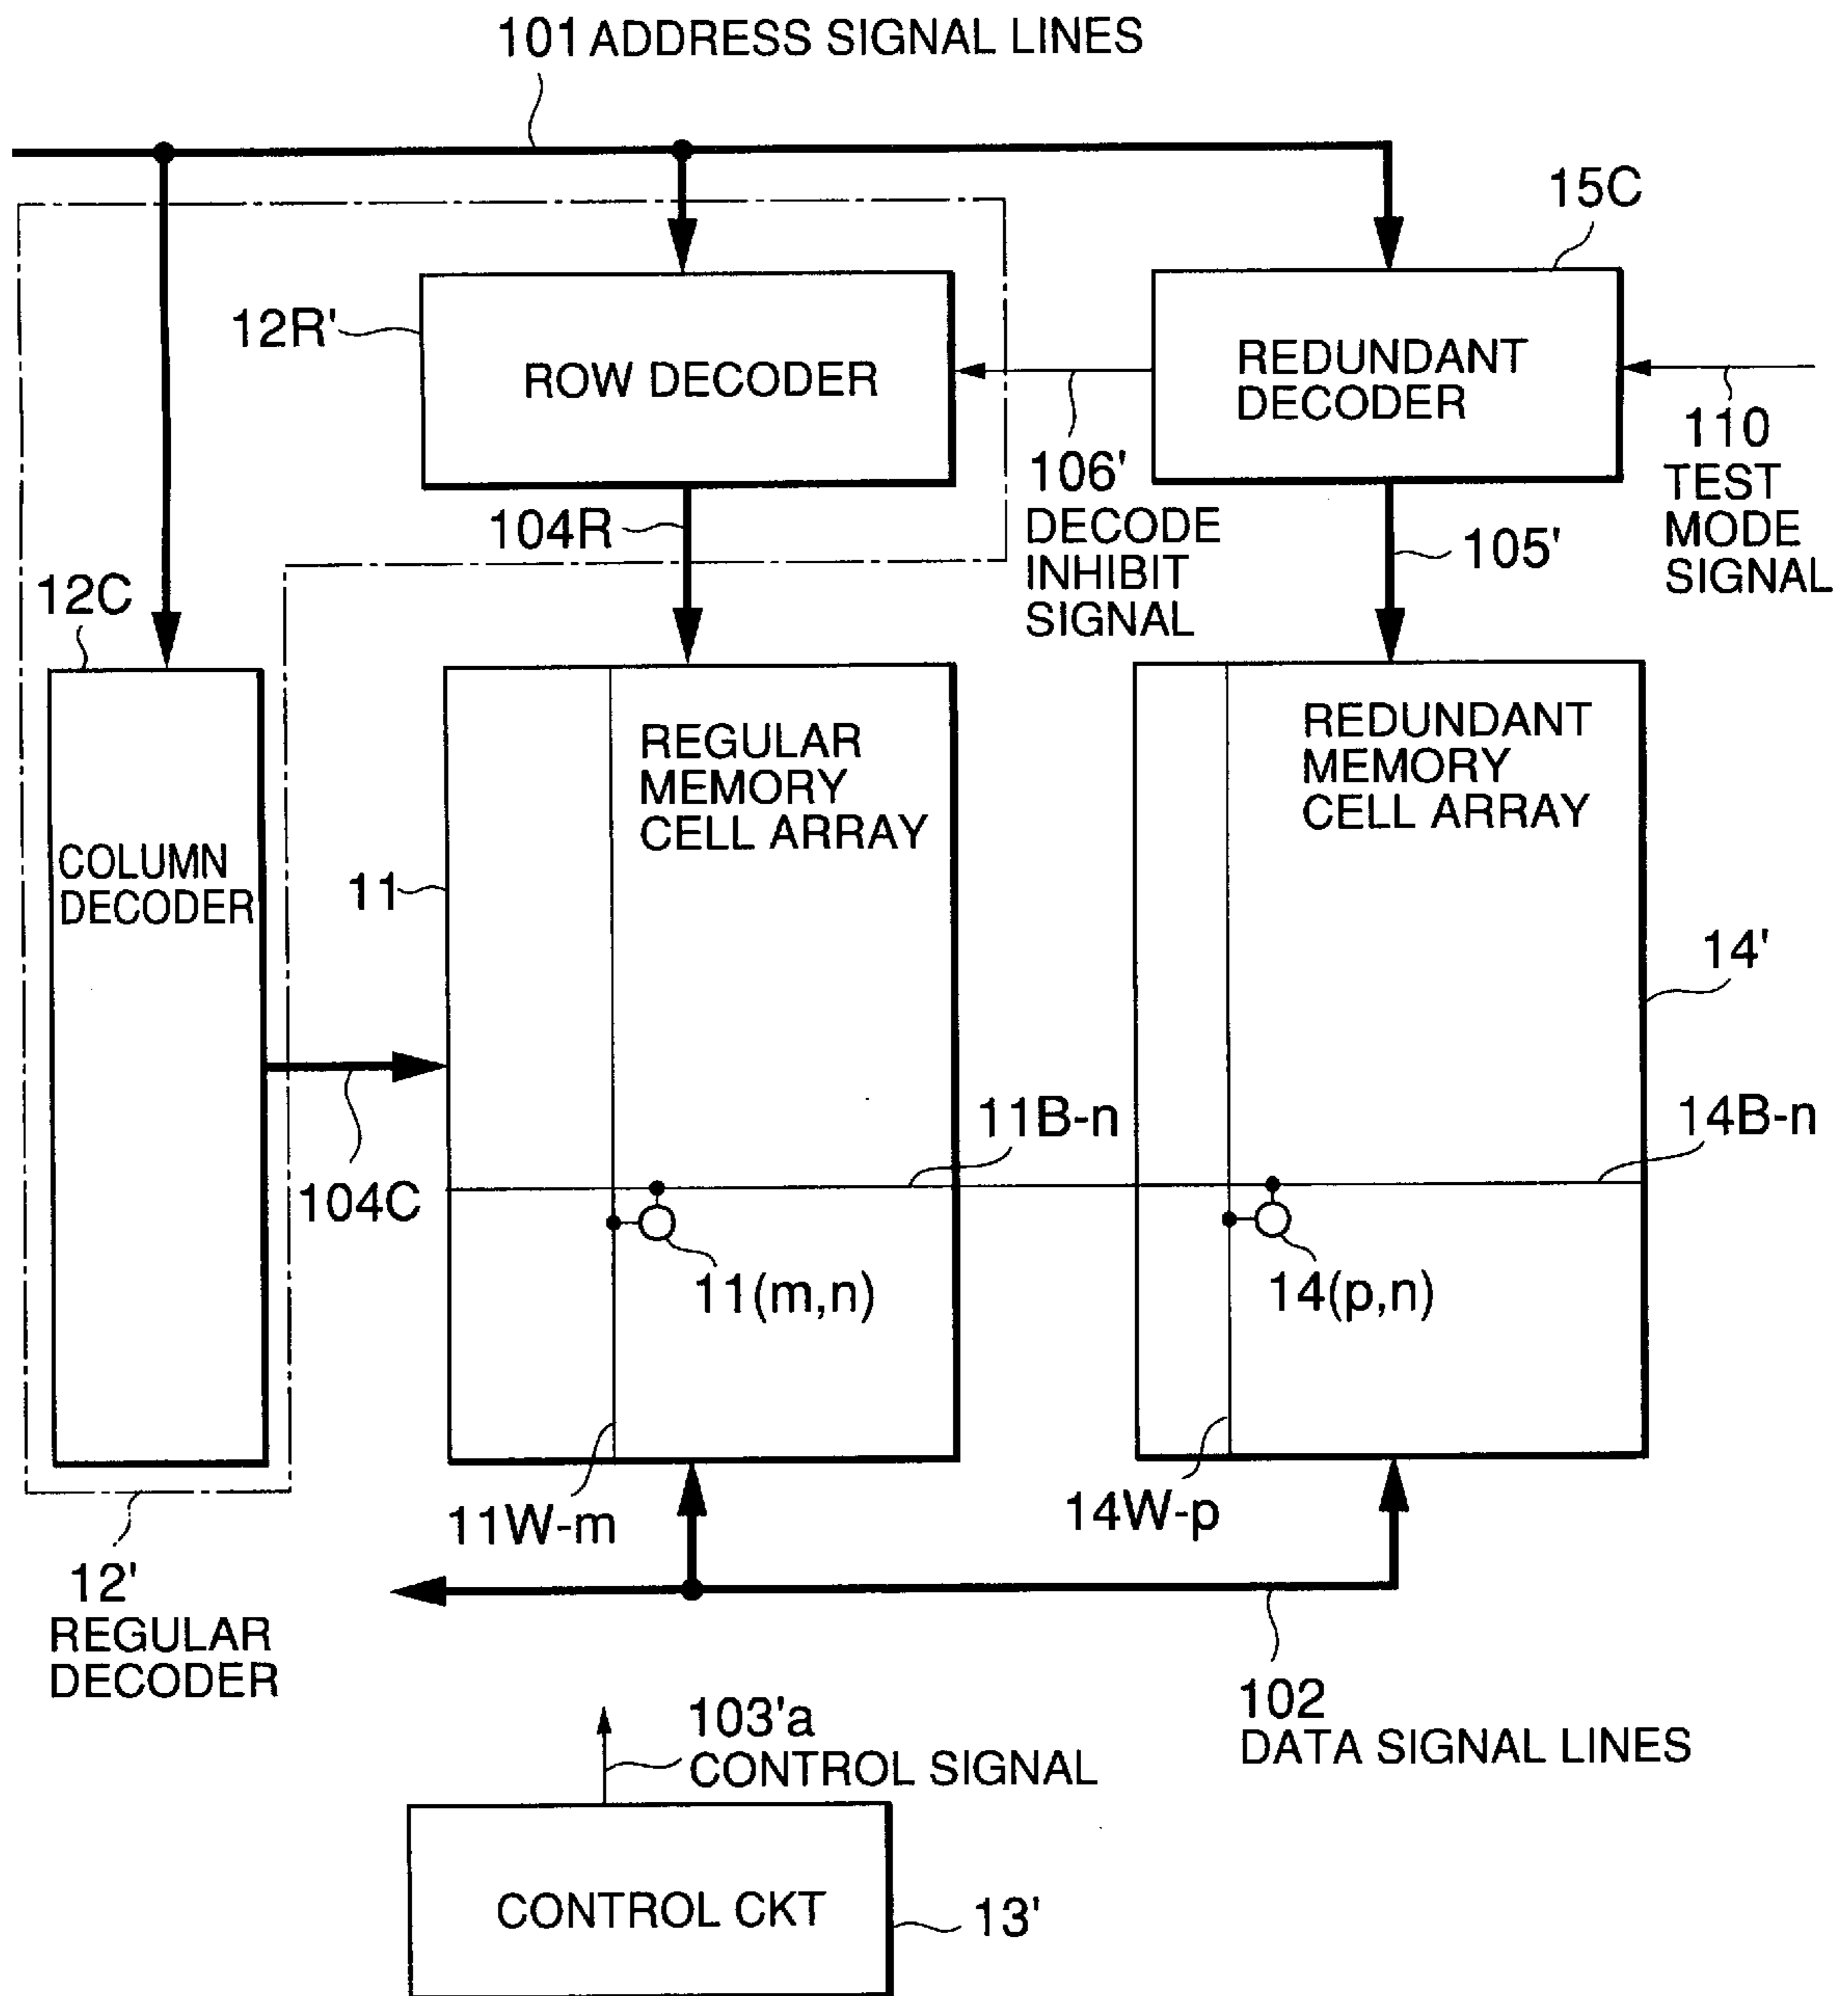 101 ADDRESS SIGNAL LINES
15C
12R'
ROW DECODER
REDUNDANT
DECODER
106'
DECODE
INHIBIT
SIGNAL
110
TEST
MODE
SIGNAL
104R
105'
12C
COLUMN
DECODER
REGULAR
MEMORY
CELL ARRAY
REDUNDANT
MEMORY
CELL ARRAY
11
14'
104C
11B-n
14B-n
11(m,n)
14(p,n)
11W-m
14W-p
12'
REGULAR
DECODER
102
DATA SIGNAL LINES
103'a
CONTROL SIGNAL
CONTROL CKT
13'